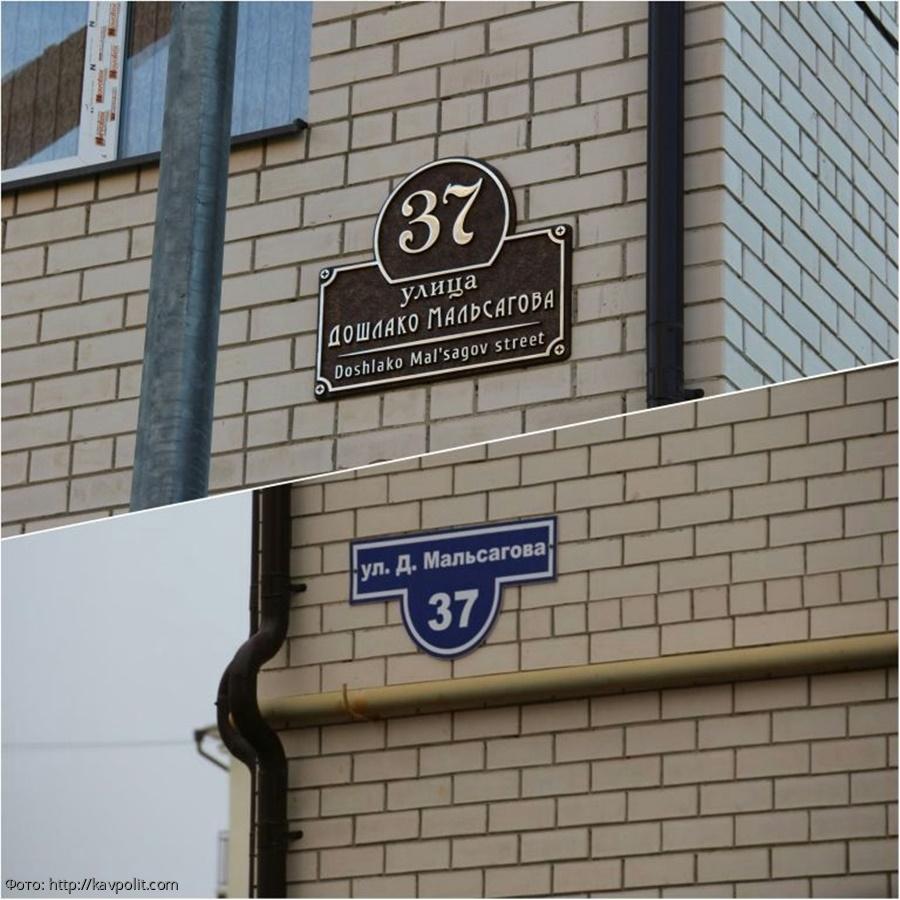 37
улица
Дошлако Мальсагова
Doshlako Mal'sagov street
ул. Д. Мальсагова
37
Фото: http://kavpolit.com